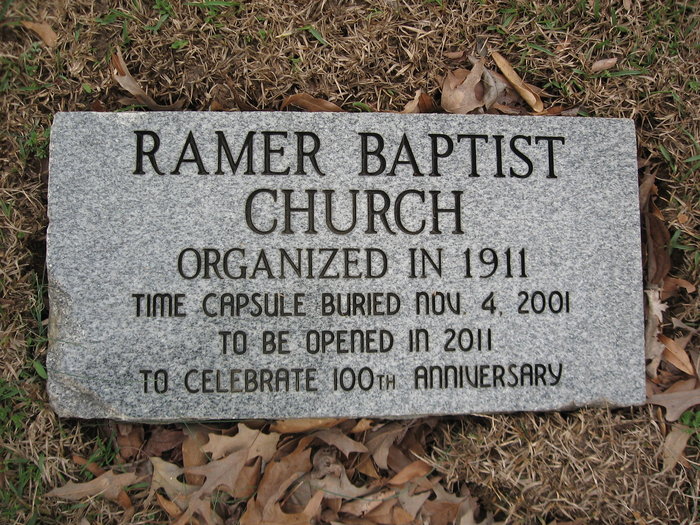 RAMER BAPTIST
CHURCH
ORGANIZED IN 1911
TIME CAPSULE BURIED NOV. 4, 2001
TO BE OPENED IN 2011
TO CELEBRATE 100TH ANNIVERSARY